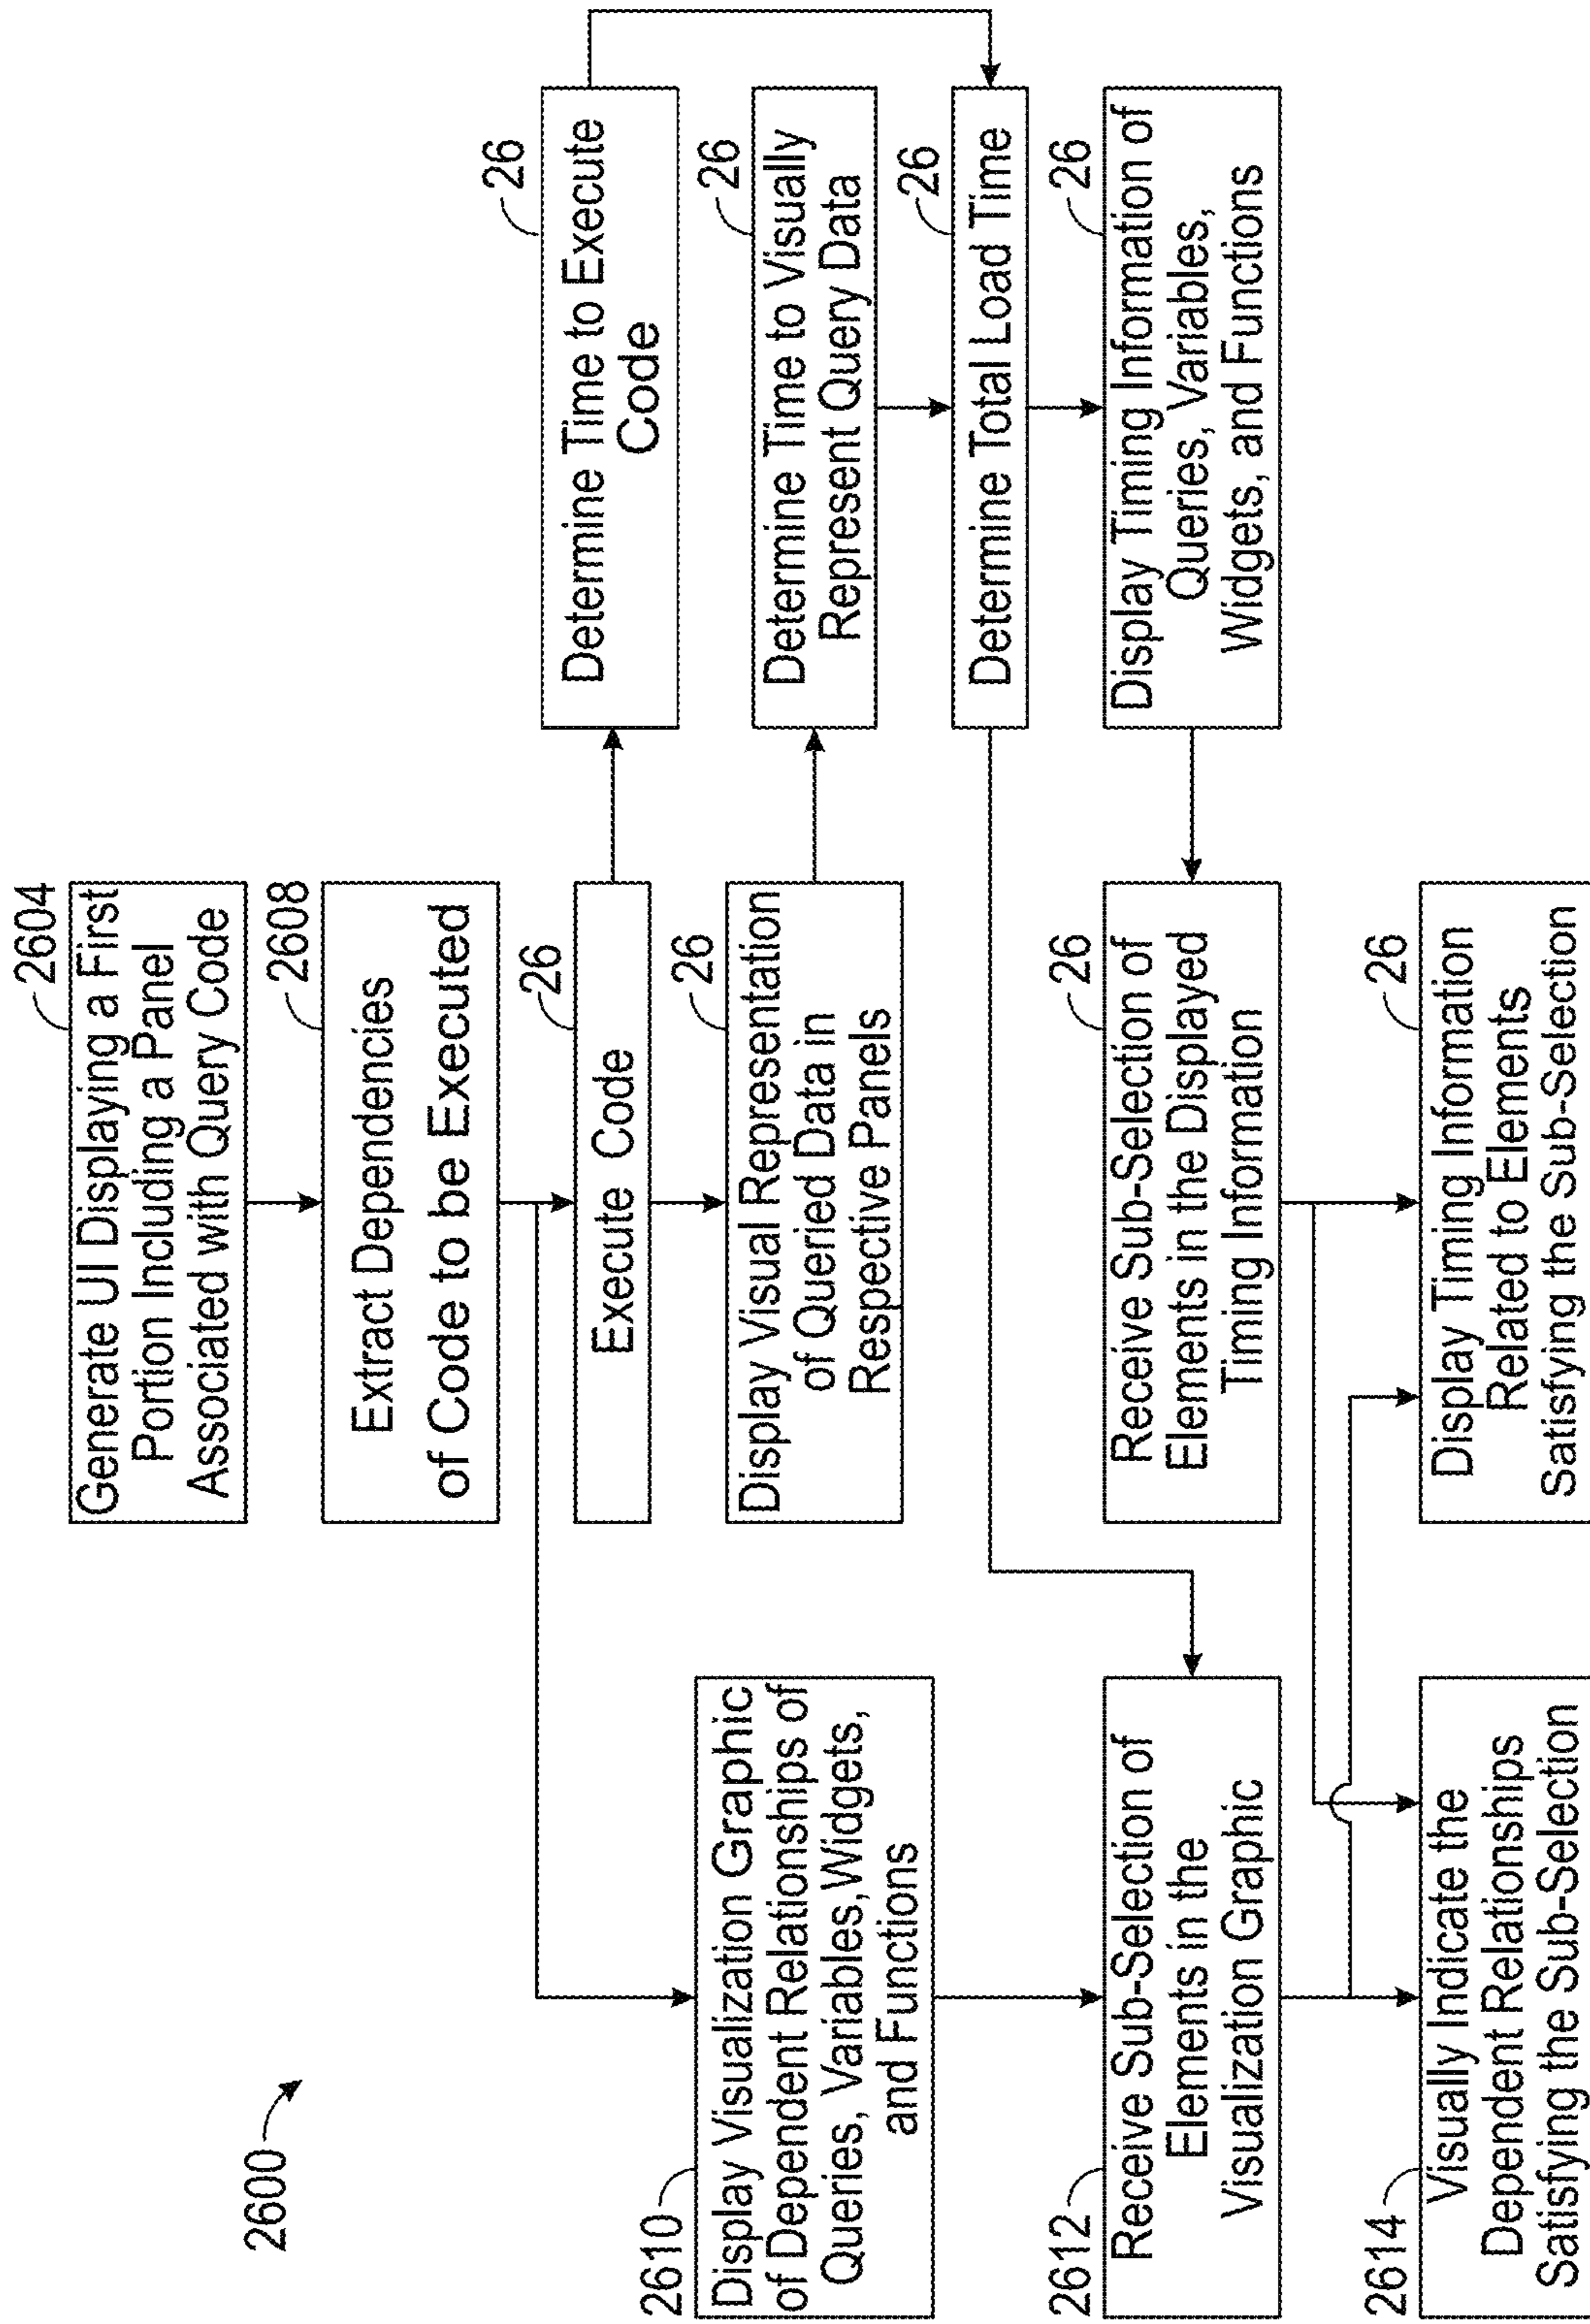 2600
2604
Generate UI Displaying a First
Portion Including a Panel
Associated with Query Code
2608
Extract Dependencies
of Code to be Executed
26
Execute Code
26
Display Visual Representation
of Queried Data in
Respective Panels
26
Determine Time to Execute
Code
26
Determine Time to Visually
Represent Query Data
26
Determine Total Load Time
26
Display Timing Information of
Queries, Variables,
Widgets, and Functions
2610
Display Visualization Graphic
of Dependent Relationships of
Queries, Variables,Widgets,
and Functions
2612
Receive Sub-Selection of
Elements in the
Visualization Graphic
26
Receive Sub-Selection of
Elements in the Displayed
Timing Information
2614
Visually Indicate the
Dependent Relationships
Satisfying the Sub-Selection
26
Display Timing Information
Related to Elements
Satisfying the Sub-Selection